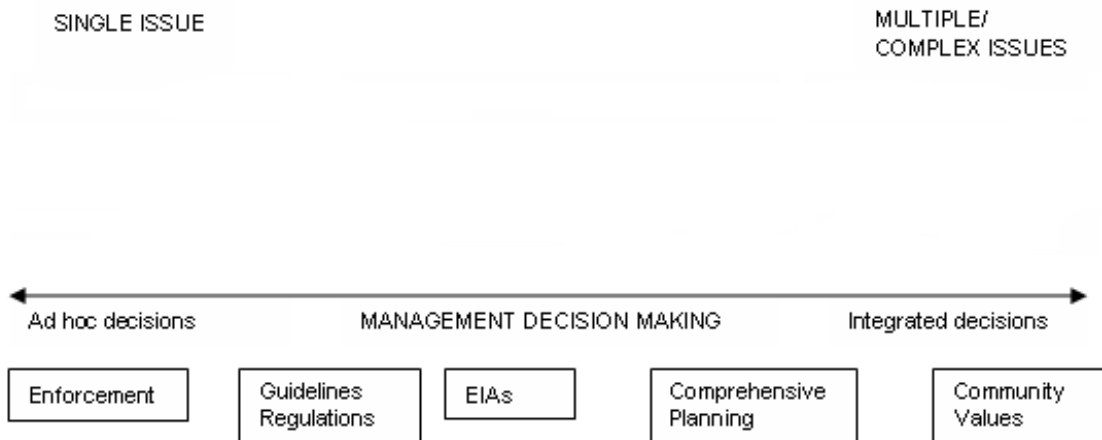 SINGLE ISSUE
MULTIPLE/
COMPLEX ISSUES
Ad hoc decisions
MANAGEMENT DECISION MAKING
Integrated decisions
Enforcement
Guidelines
Regulations
EIAs
Comprehensive
Planning
Community
Values